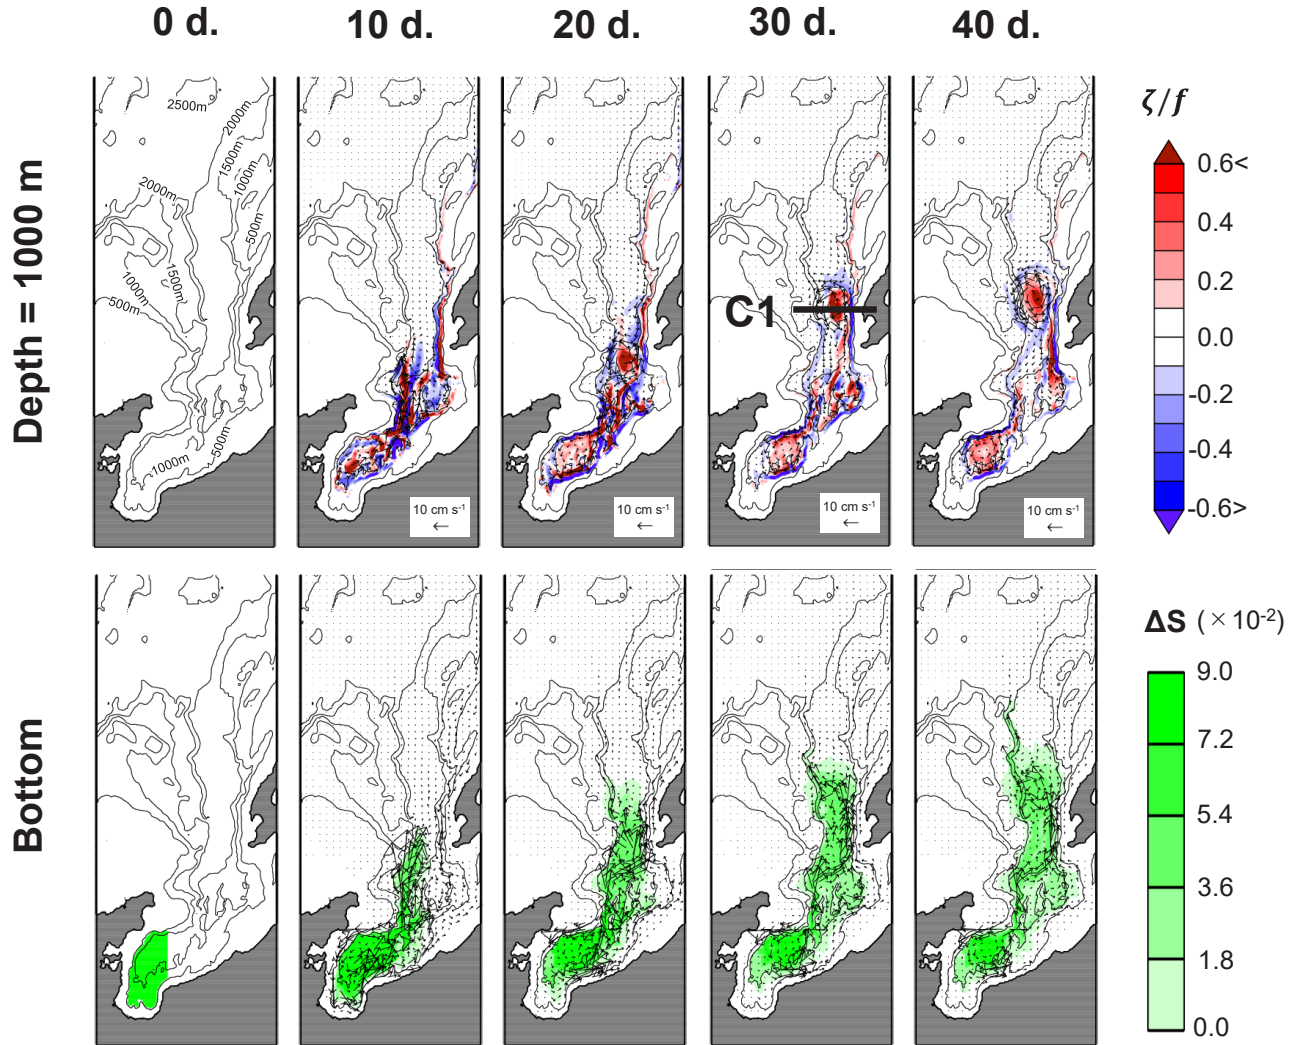 0 d.
10 d.
20 d.
30 d.
40 d.
Depth = 1000 m
2500m
2000m
1500m
1000m
2000m
500m
1500m
1000m
500m
500m
1000m
10 cm s⁻¹
←
10 cm s⁻¹
←
C1
10 cm s⁻¹
←
10 cm s⁻¹
←
ζ/f
0.6<
0.4
0.2
0.0
-0.2
-0.4
-0.6>
Bottom
ΔS (×10⁻²)
9.0
7.2
5.4
3.6
1.8
0.0